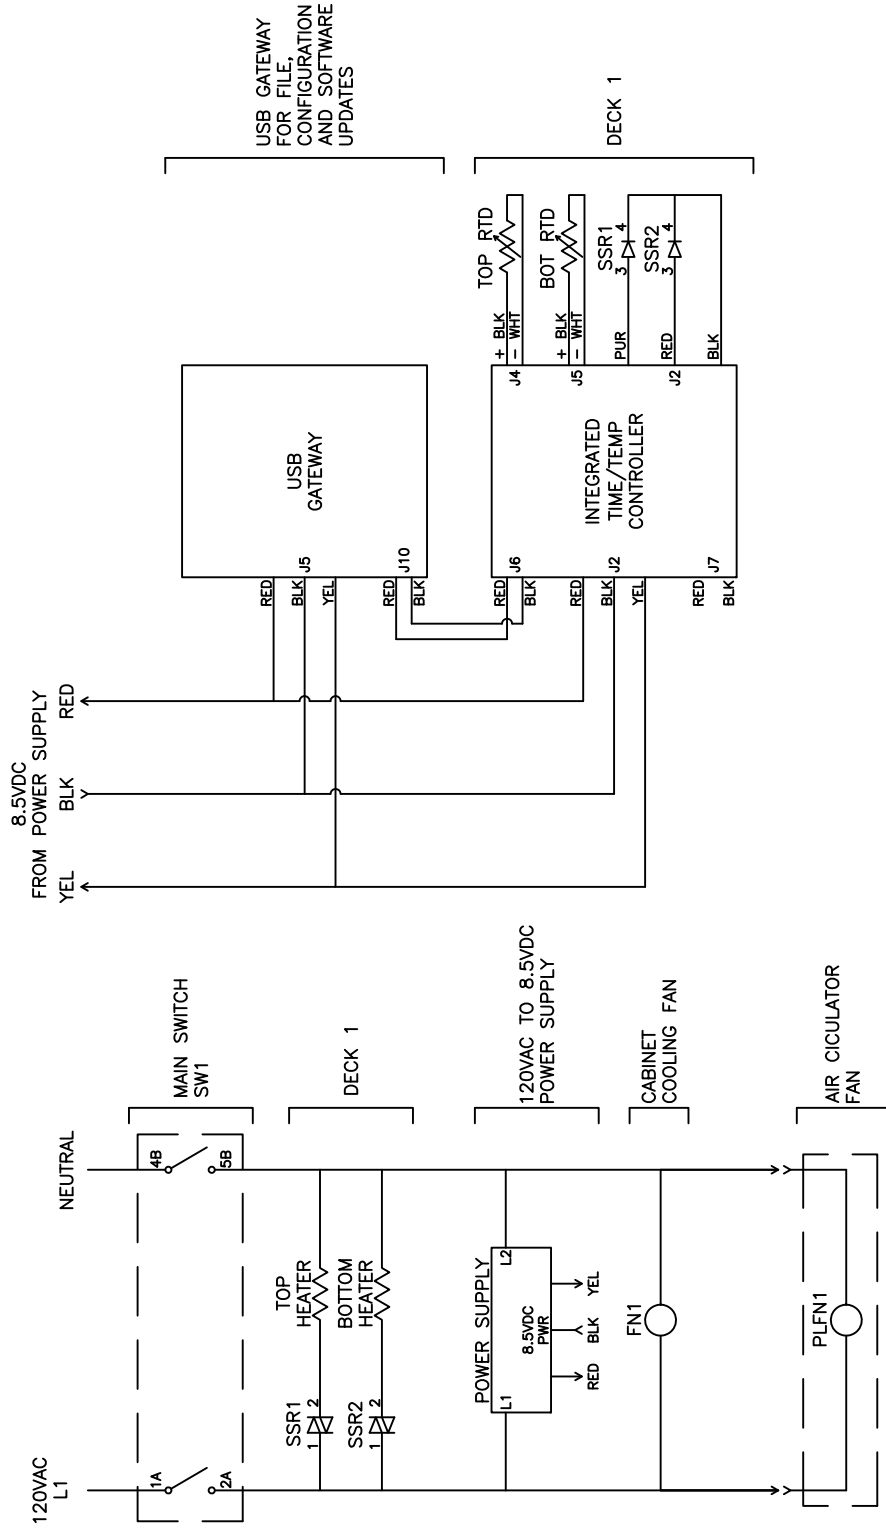 120VAC
L1
NEUTRAL
1A
2A
4B
5B
MAIN SWITCH
SW1
SSR1
1
2
TOP
HEATER
SSR2
1
2
BOTTOM
HEATER
DECK 1
POWER SUPPLY
L1
L2
8.5VDC
PWR
RED
BLK
YEL
120VAC TO 8.5VDC
POWER SUPPLY
FN1
CABINET
COOLING FAN
PLFN1
AIR CICULATOR
FAN
8.5VDC
FROM POWER SUPPLY
YEL
BLK
RED
RED
BLK
YEL
J5
RED
BLK
J10
USB
GATEWAY
USB GATEWAY
FOR FILE,
CONFIGURATION
AND SOFTWARE
UPDATES
RED
BLK
J6
RED
BLK
YEL
J2
RED
BLK
J7
INTEGRATED
TIME/TEMP
CONTROLLER
J4
+ BLK
- WHT
TOP RTD
J5
+ BLK
- WHT
BOT RTD
PUR
SSR1
3
4
J2
RED
SSR2
3
4
BLK
DECK 1